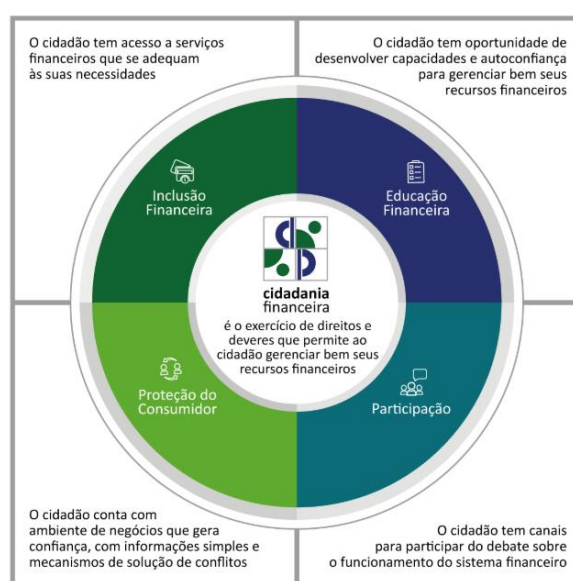 O cidadão tem acesso a serviços
financeiros que se adequam
às suas necessidades
O cidadão tem oportunidade de
desenvolver capacidades e autoconfiança
para gerenciar bem seus
recursos financeiros
Inclusão
Financeira
Educação
Financeira
cidadania
financeira
é o exercício de direitos e
deveres que permite ao
cidadão gerenciar bem seus
recursos financeiros
Proteção do
Consumidor
Participação
O cidadão conta com
ambiente de negócios que gera
confiança, com informações simples e
mecanismos de solução de conflitos
O cidadão tem canais
para participar do debate sobre
o funcionamento do sistema financeiro